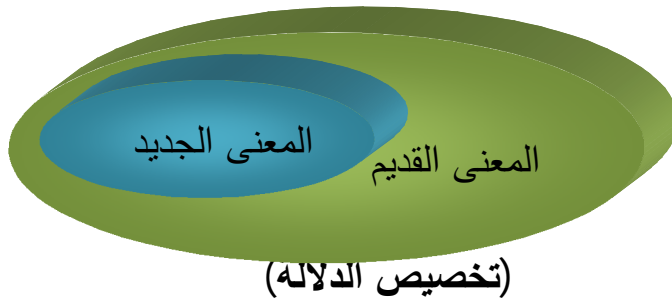 المعنى الجديد
المعنى القديم
(تخصيص الدلالة)